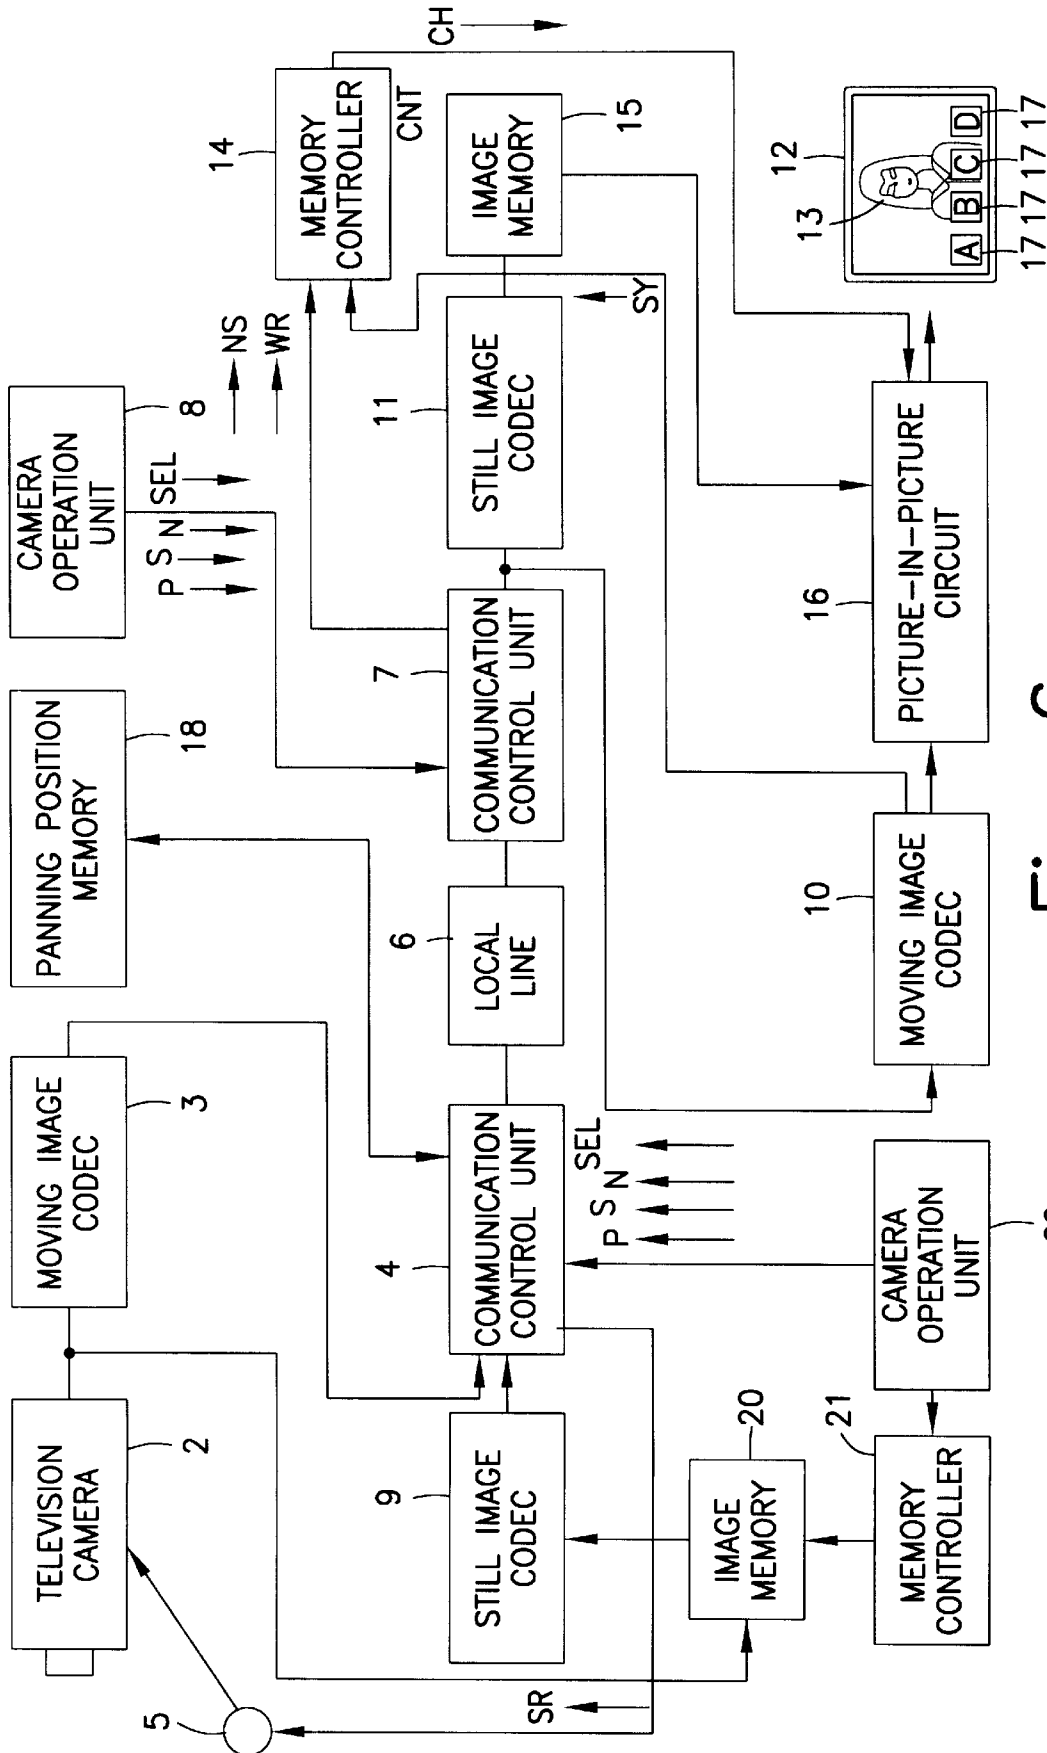 TELEVISION
CAMERA
2
MOVING IMAGE
CODEC
3
PANNING POSITION
MEMORY
18
CAMERA
OPERATION
UNIT
8
P
S
N
SEL
NS
WR
5
SR
STILL IMAGE
CODEC
9
COMMUNICATION
CONTROL UNIT
4
LOCAL
LINE
6
COMMUNICATION
CONTROL UNIT
7
STILL IMAGE
CODEC
11
IMAGE
MEMORY
15
MEMORY
CONTROLLER
14
CNT
CH
SY
P
S
N
SEL
IMAGE
MEMORY
20
MEMORY
CONTROLLER
21
CAMERA
OPERATION
UNIT
MOVING IMAGE
CODEC
10
PICTURE-IN-PICTURE
CIRCUIT
16
12
13
A
B
C
D
17
17
17
17